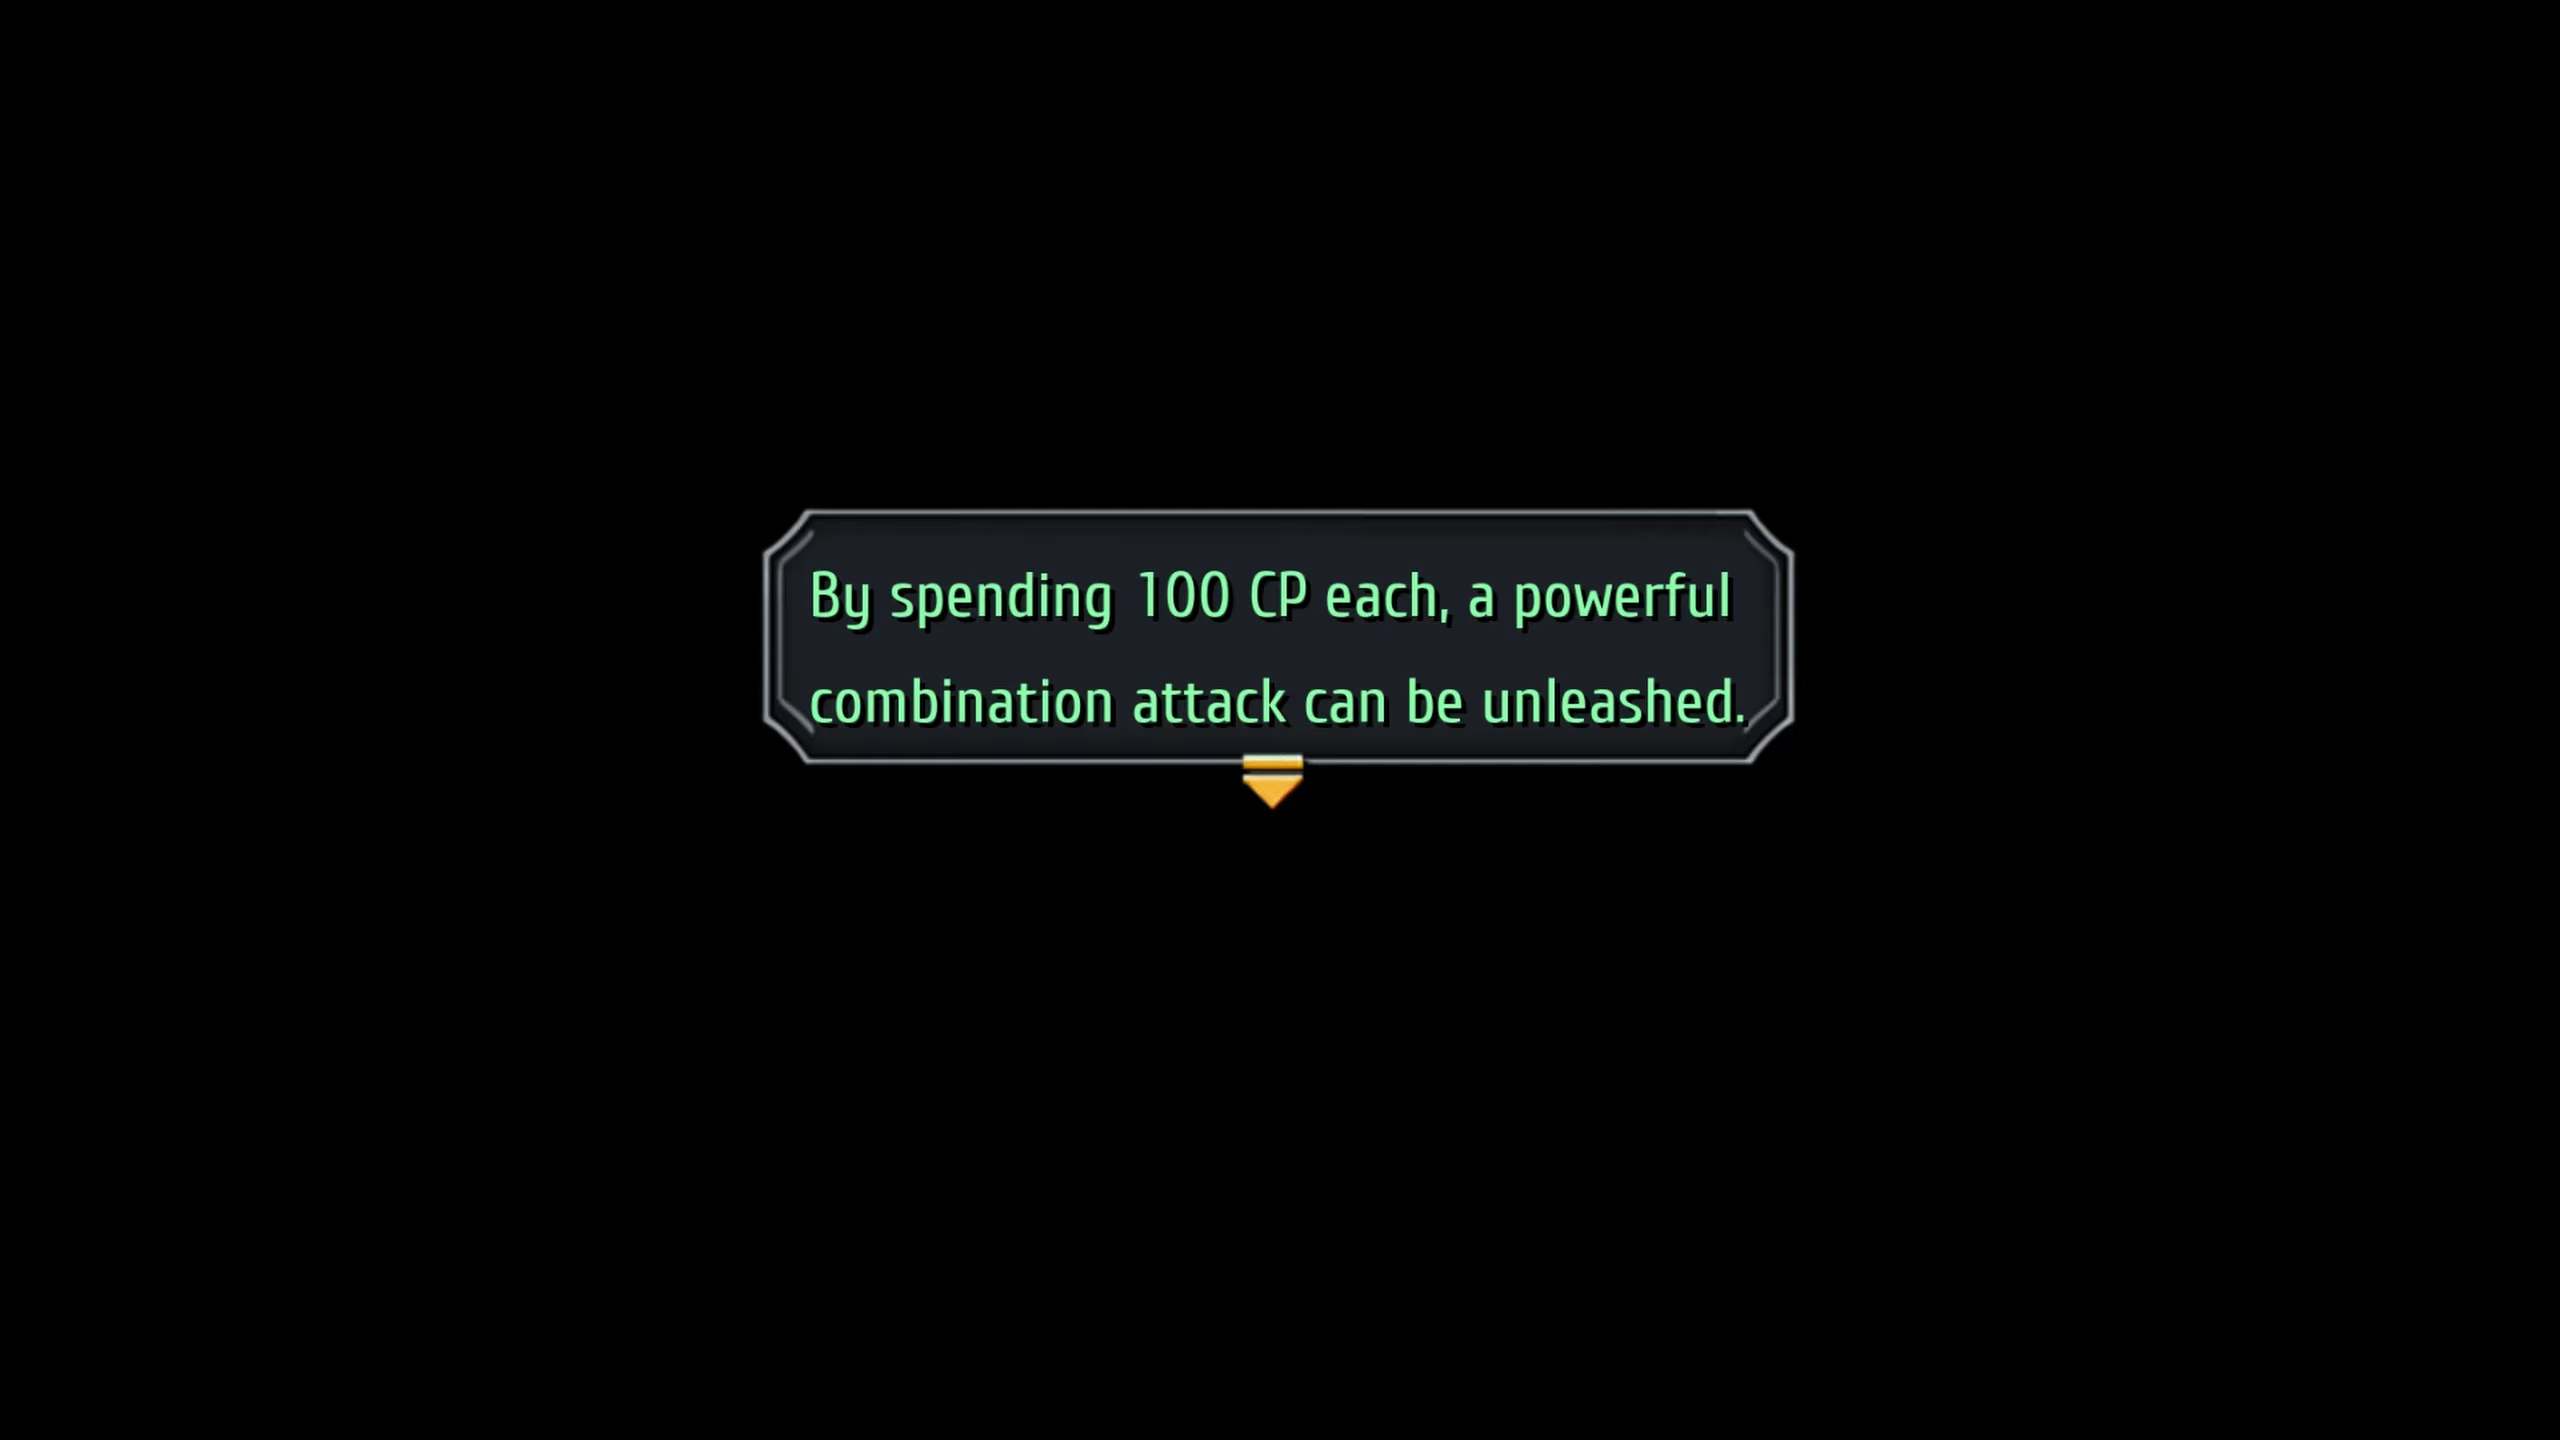 By spending 100 CP each, a powerful
combination attack can be unleashed.